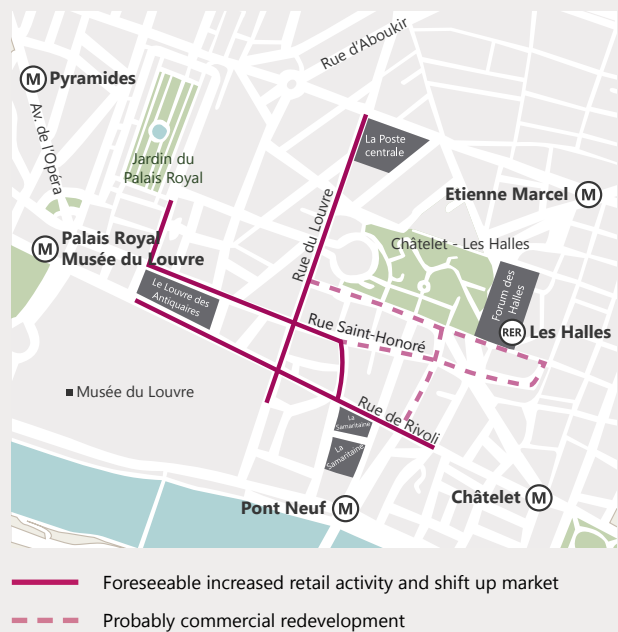 Rue d'Aboukir
M Pyramides
Av. de l'Opéra
La Poste
centrale
Jardin du
Palais Royal
Etienne Marcel M
Rue du Louvre
M Palais Royal
Musée du Louvre
Châtelet - Les Halles
Le Louvre des
Antiquaires
Forum des
Halles
Rue Saint-Honoré
RER Les Halles
Musée du Louvre
Rue de Rivoli
La
Samaritaine
La
Samaritaine
Châtelet M
Pont Neuf M
Foreseeable increased retail activity and shift up market
Probably commercial redevelopment